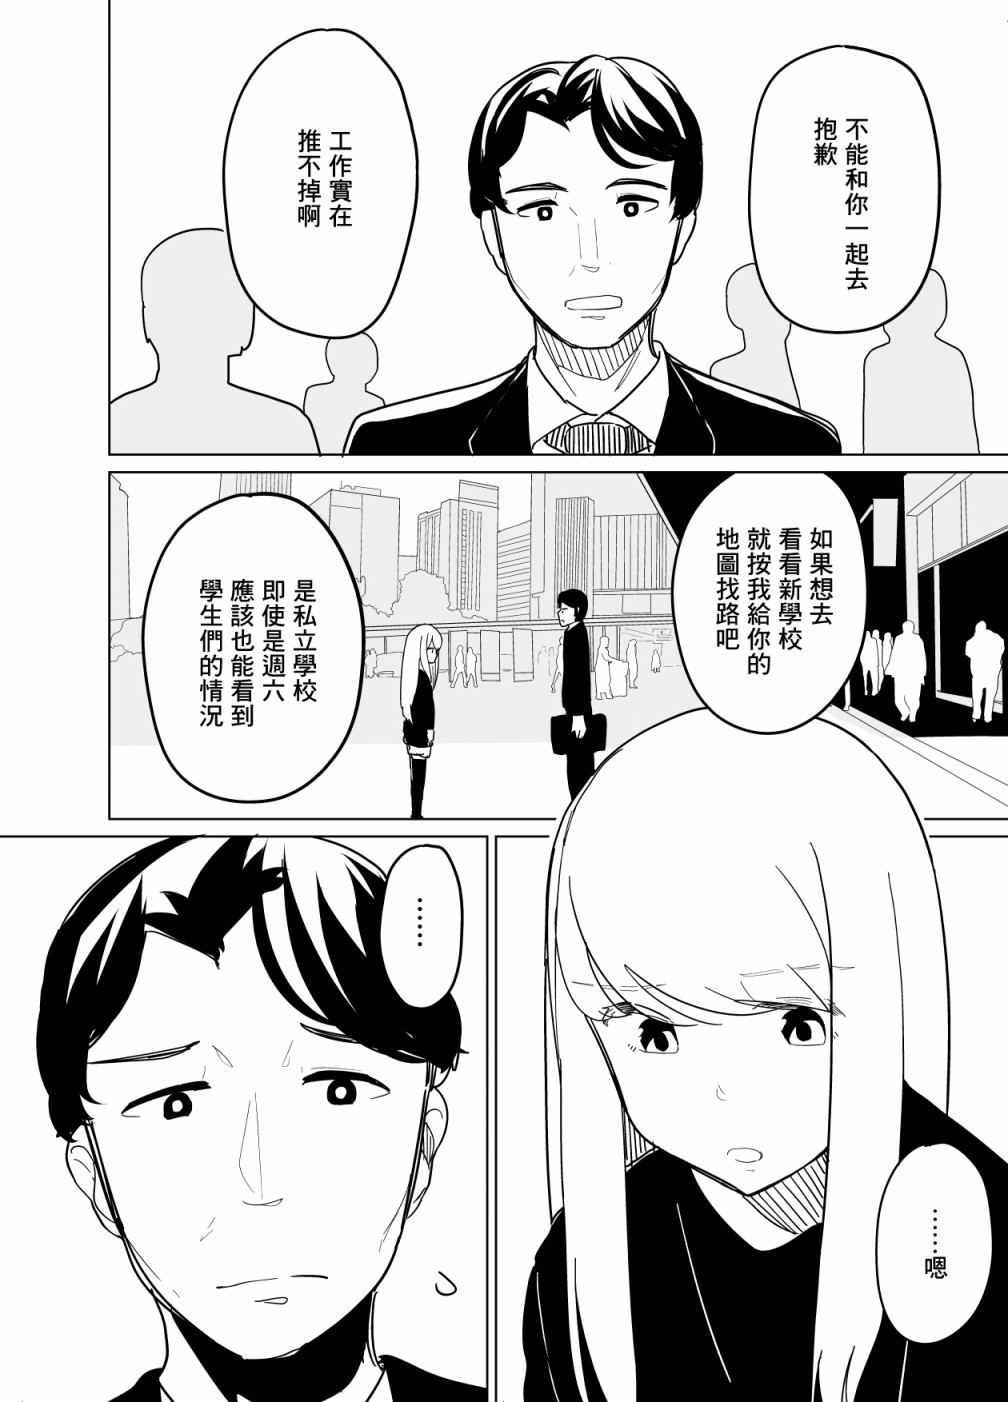 不能和你一起去
抱歉
工作實在
推不掉啊
如果想去
看看新學校
就按我給你的
地圖找路吧
是私立學校
即使是週六
應該也能看到
學生們的情況
……嗯
……